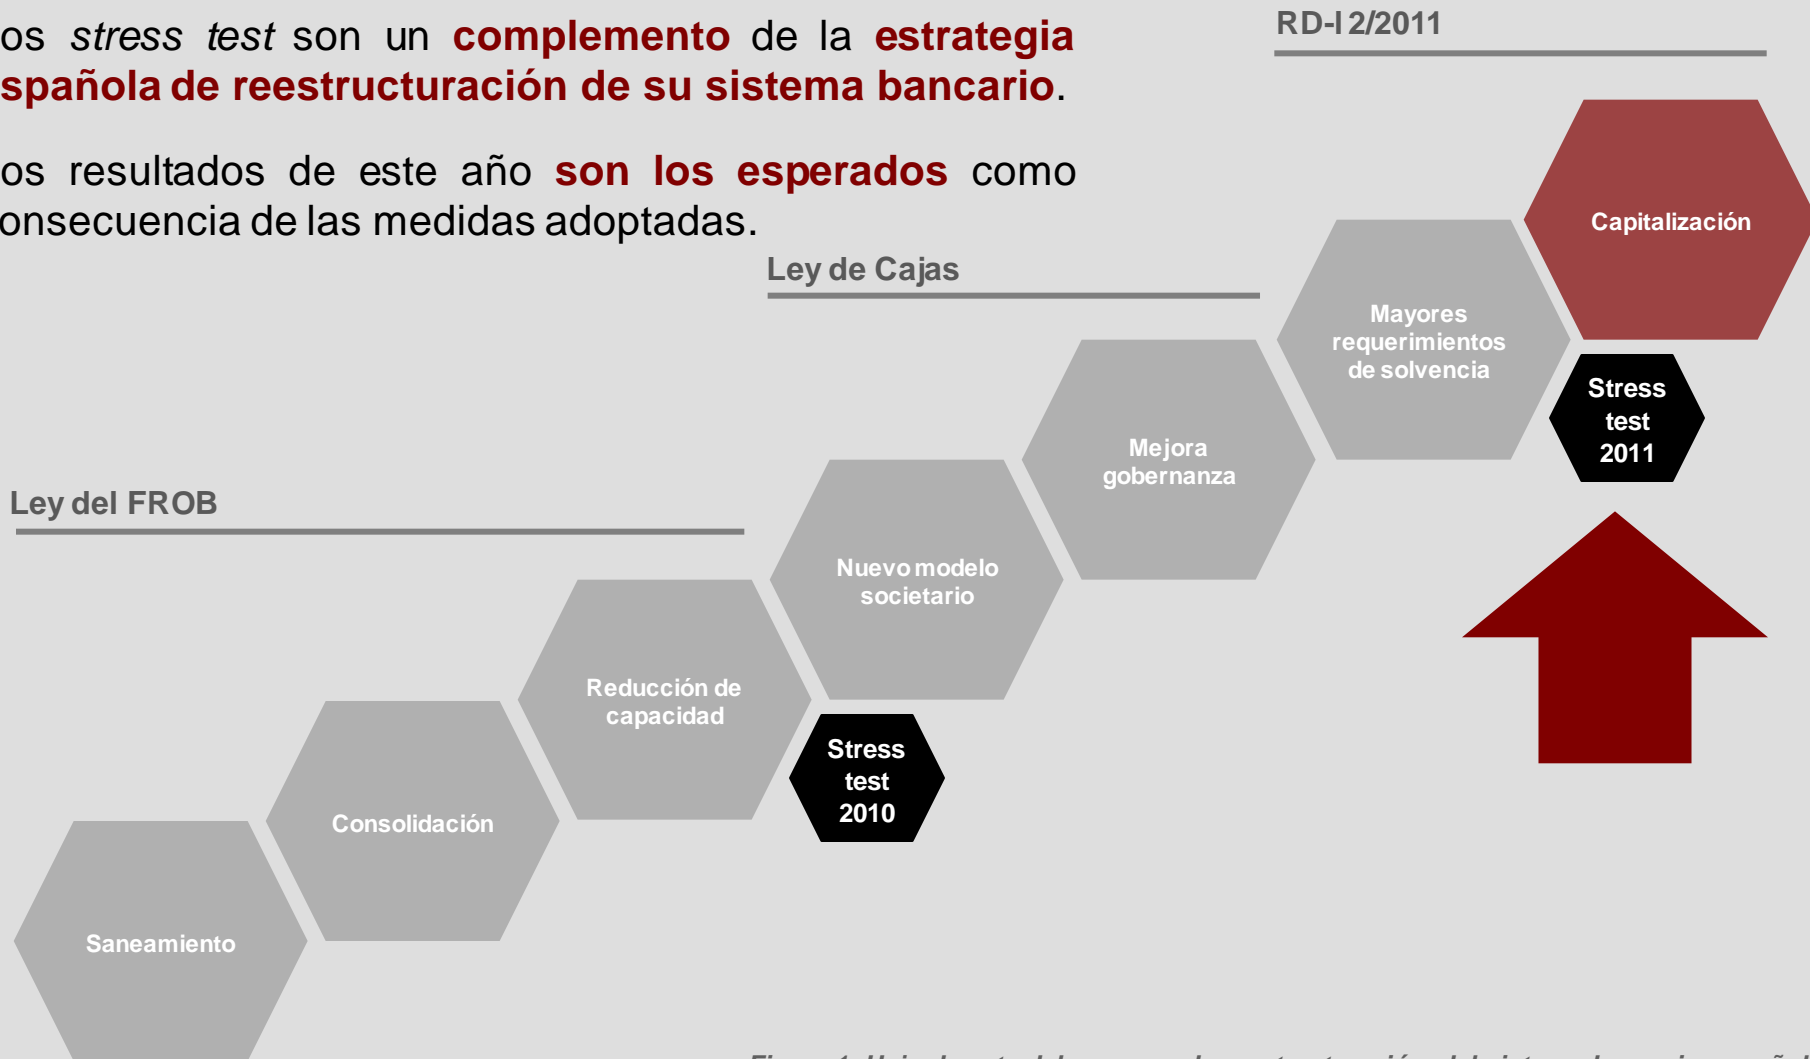 os stress test son un complemento de la estrategia
spañola de reestructuración de su sistema bancario.
os resultados de este año son los esperados como
onsecuencia de las medidas adoptadas.
RD-l 2/2011
Capitalización
Ley de Cajas
Mayores
requerimientos
de solvencia
Stress
test
2011
Mejora
gobernanza
Ley del FROB
Nuevo modelo
societario
Reducción de
capacidad
Stress
test
2010
Consolidación
Saneamiento